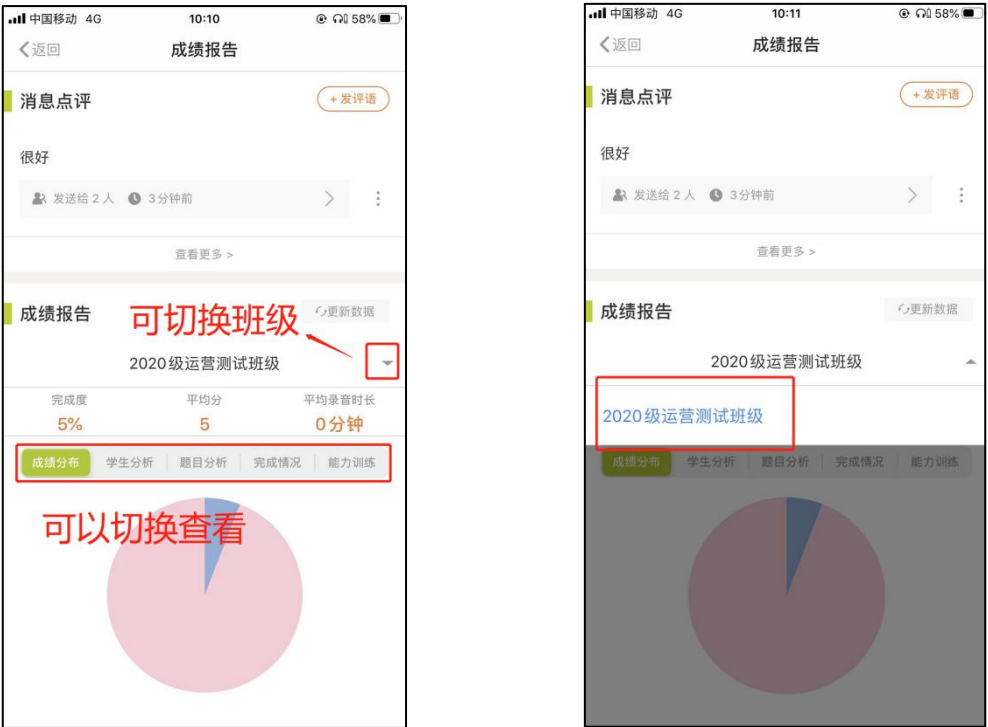 中国移动 4G 10:10 58%
返回 成绩报告
消息点评 + 发评语
很好
发送给 2 人 3分钟前
查看更多 >
成绩报告 可切换班级 更新数据
2020级运营测试班级
完成度 平均分 平均录音时长
5% 5 0分钟
成绩分布 学生分析 题目分析 完成情况 能力训练
可以切换查看
中国移动 4G 10:11 58%
返回 成绩报告
消息点评 + 发评语
很好
发送给 2 人 3分钟前
查看更多 >
成绩报告 更新数据
2020级运营测试班级
2020级运营测试班级
成绩分布 学生分析 题目分析 完成情况 能力训练